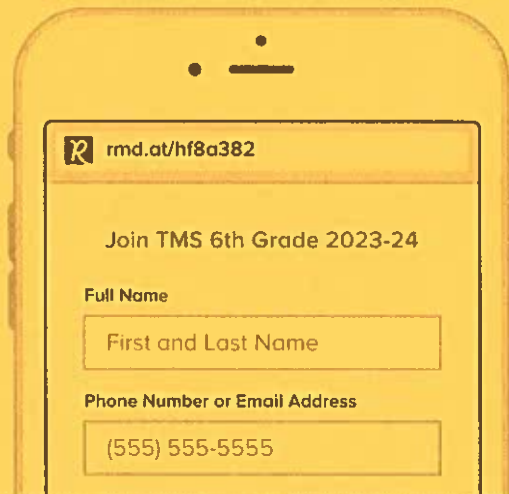 R rmd.at/hf8a382
Join TMS 6th Grade 2023-24
Full Name
First and Last Name
Phone Number or Email Address
(555) 555-5555